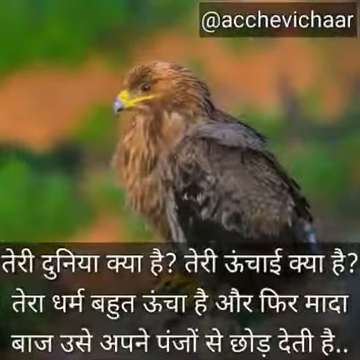 @acchevichaar
तेरी दुनिया क्या है? तेरी ऊंचाई क्या है?
तेरा धर्म बहुत ऊंचा है और फिर मादा
बाज उसे अपने पंजों से छोड़ देती है..